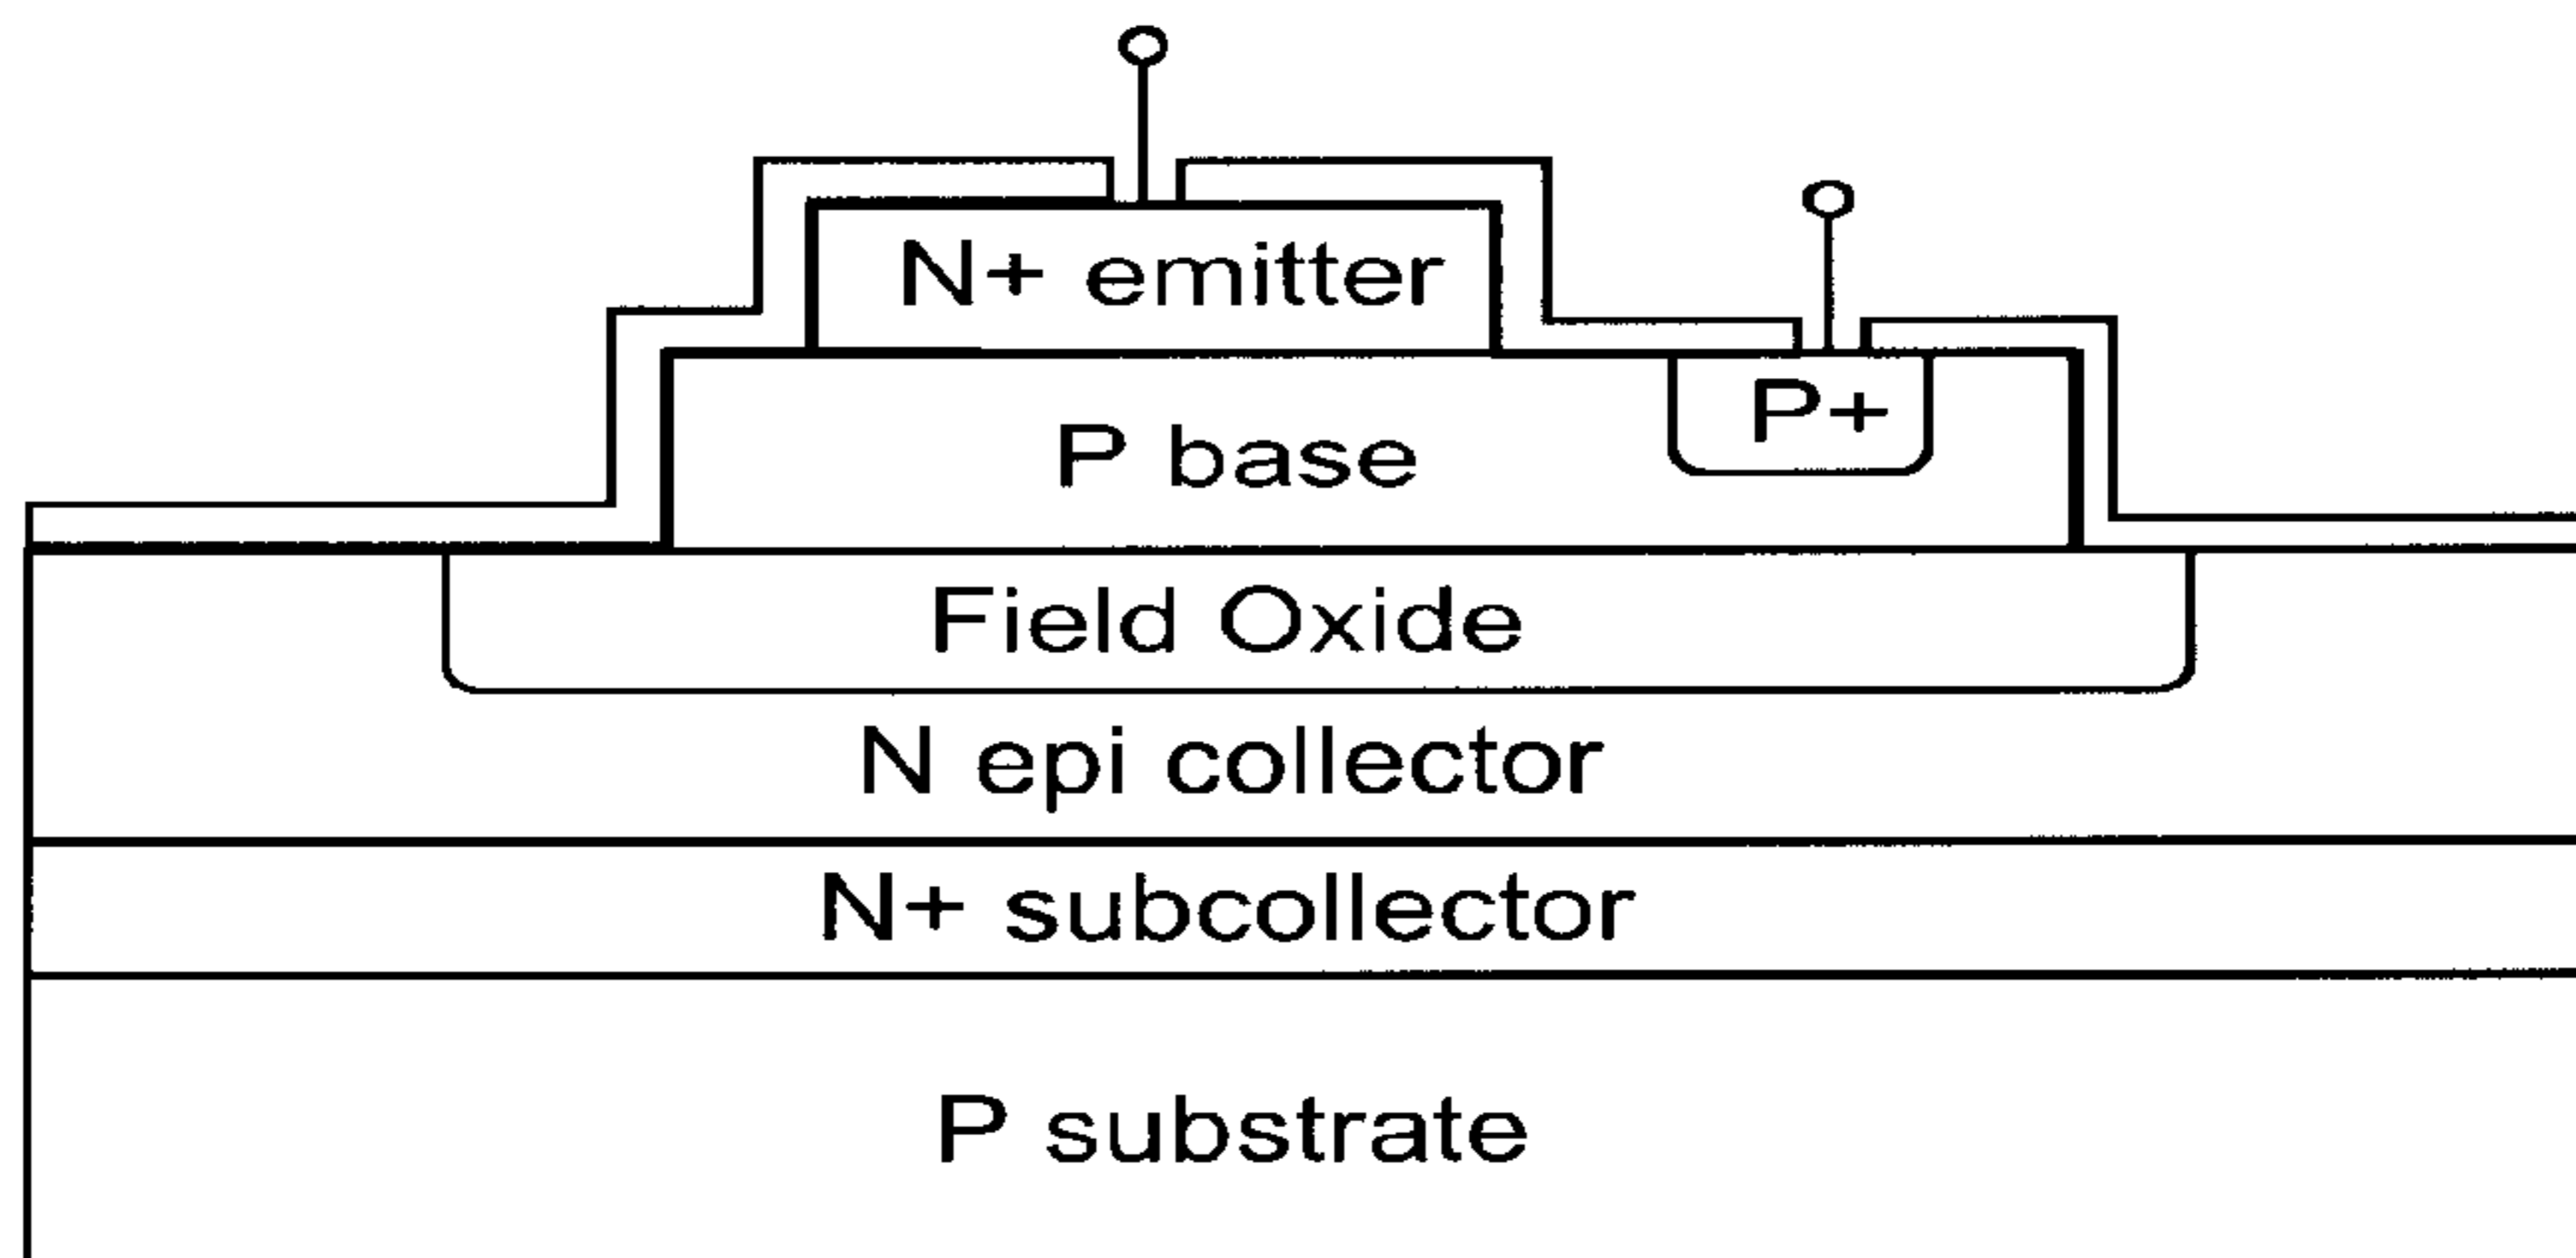 N+ emitter
P+
P base
Field Oxide
N epi collector
N+ subcollector
P substrate